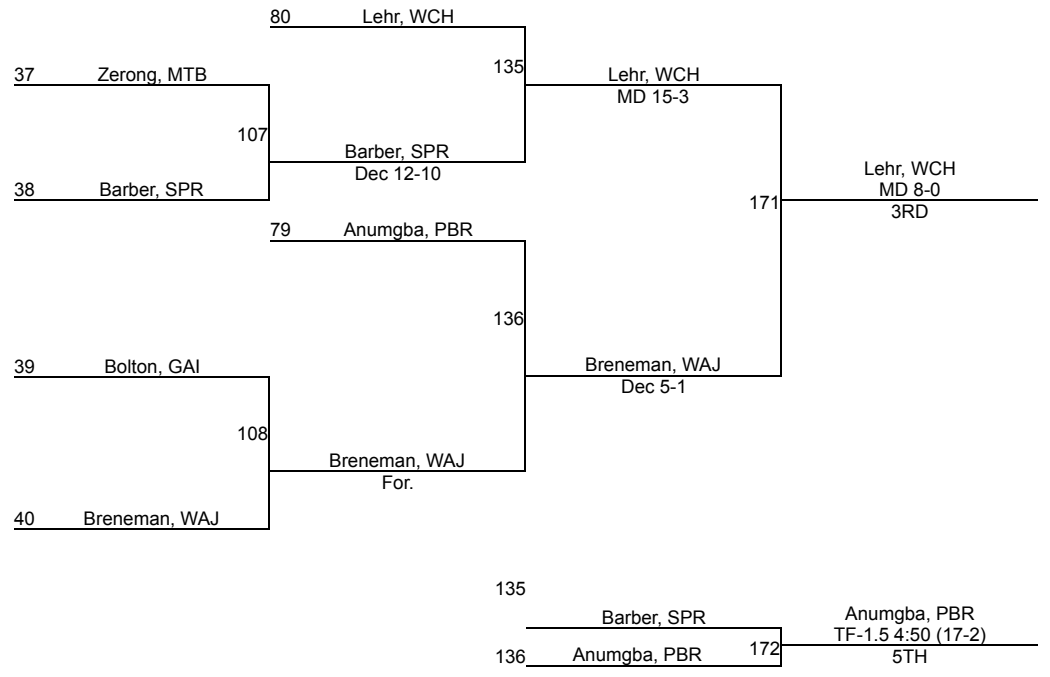 80 Lehr, WCH
135
37 Zerong, MTB
Lehr, WCH
MD 15-3
107
Barber, SPR
Dec 12-10
38 Barber, SPR
Lehr, WCH
MD 8-0
3RD
171
79 Anumgba, PBR
136
39 Bolton, GAI
Breneman, WAJ
Dec 5-1
108
Breneman, WAJ
For.
40 Breneman, WAJ
135
Barber, SPR
Anumgba, PBR
TF-1.5 4:50 (17-2)
5TH
172
136 Anumgba, PBR